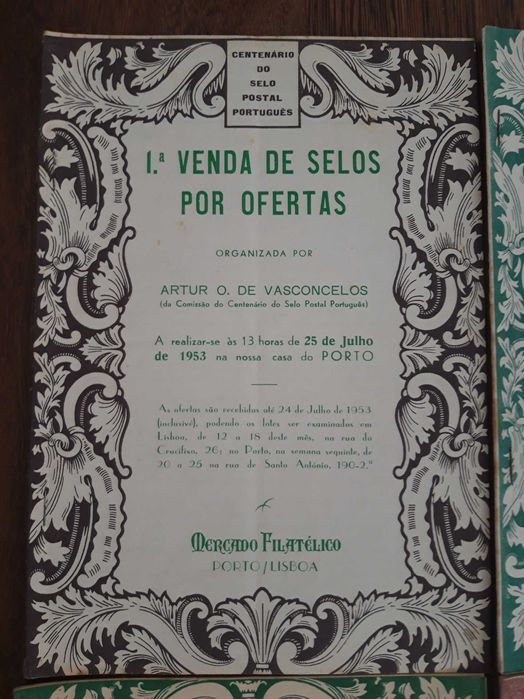 CENTENÁRIO
DO
SELO
POSTAL
PORTUGUÊS
1.ª VENDA DE SELOS
POR OFERTAS
ORGANIZADA POR
ARTUR O. DE VASCONCELOS
(da Comissão do Centenário do Selo Postal Português)
A realizar-se às 13 horas de 25 de Julho
de 1953 na nossa casa do PORTO
As ofertas são recebidas até 24 de Julho de 1953
(inclusivé), podendo os lotes ser examinados em
Lisboa, de 12 a 18 deste mês, na rua do
Crucifixo, 26; no Porto, na semana seguinte, de
20 a 25 na rua de Santo António, 190-2.º
MERCADO FILATÉLICO
PORTO/LISBOA